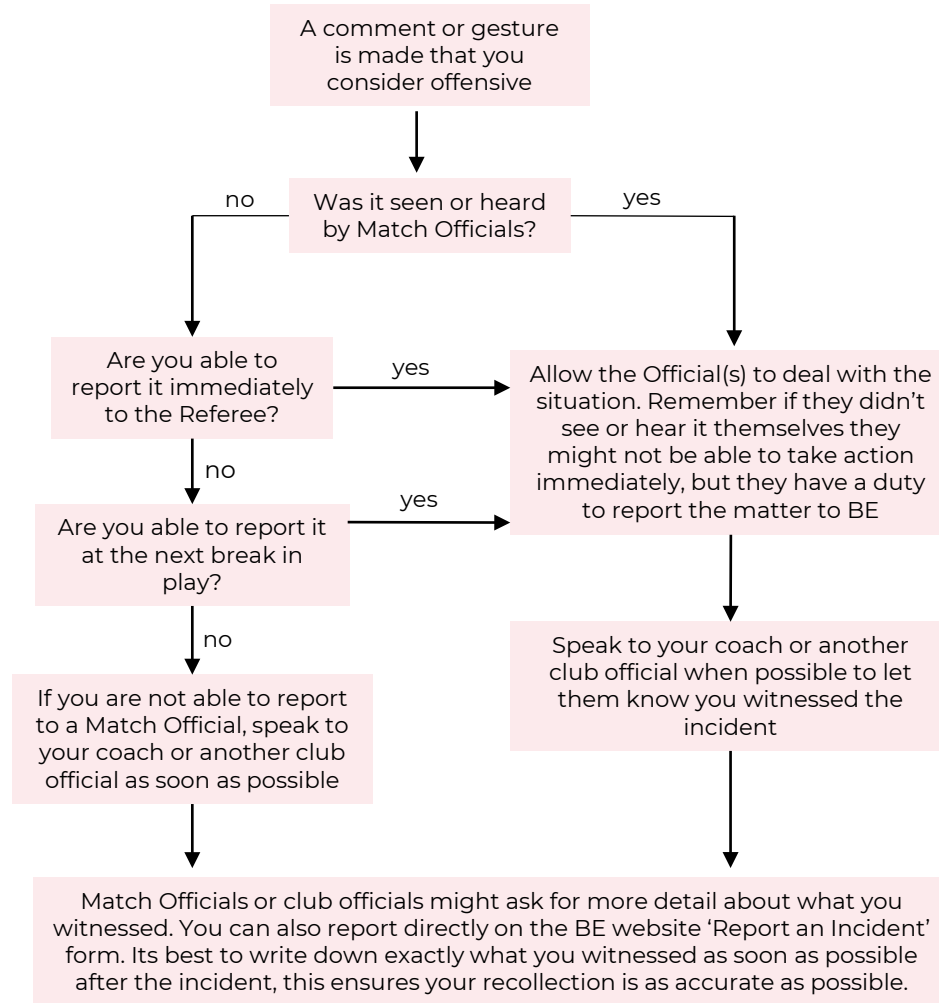 A comment or gesture
is made that you
consider offensive
no
Was it seen or heard
by Match Officials?
yes
Are you able to
report it immediately
to the Referee?
yes
Allow the Official(s) to deal with the
situation. Remember if they didn't
see or hear it themselves they
might not be able to take action
immediately, but they have a duty
to report the matter to BE
no
Are you able to report it
at the next break in
play?
yes
no
If you are not able to report
to a Match Official, speak to
your coach or another club
official as soon as possible
Speak to your coach or another
club official when possible to let
them know you witnessed the
incident
Match Officials or club officials might ask for more detail about what you
witnessed. You can also report directly on the BE website ‘Report an Incident’
form. Its best to write down exactly what you witnessed as soon as possible
after the incident, this ensures your recollection is as accurate as possible.